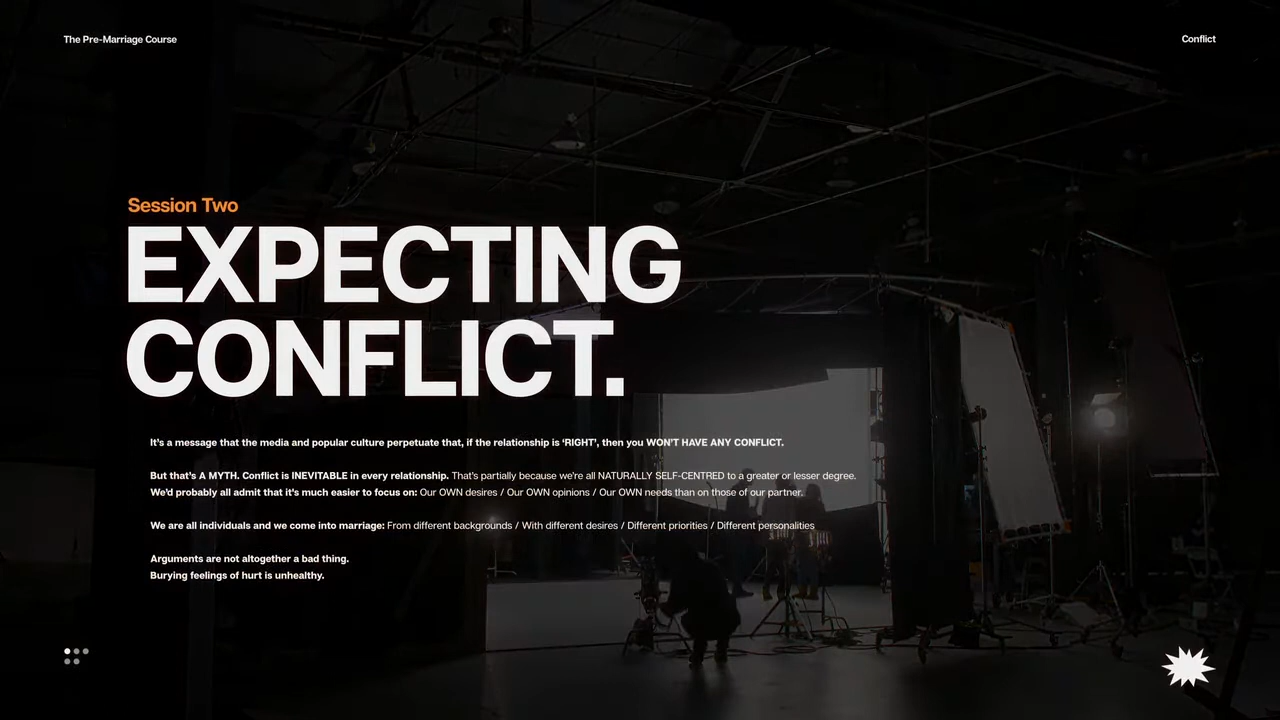 The Pre-Marriage Course
Conflict
Session Two
EXPECTING
CONFLICT.
It's a message that the media and popular culture perpetuate that, if the relationship is ‘RIGHT’, then you WON'T HAVE ANY CONFLICT.
But that's A MYTH. Conflict is INEVITABLE in every relationship. That's partially because we're all NATURALLY SELF-CENTRED to a greater or lesser degree.
We'd probably all admit that it's much easier to focus on: Our OWN desires / Our OWN opinions / Our OWN needs than on those of our partner.
We are all individuals and we come into marriage: From different backgrounds / With different desires / Different priorities / Different personalities
Arguments are not altogether a bad thing.
Burying feelings of hurt is unhealthy.